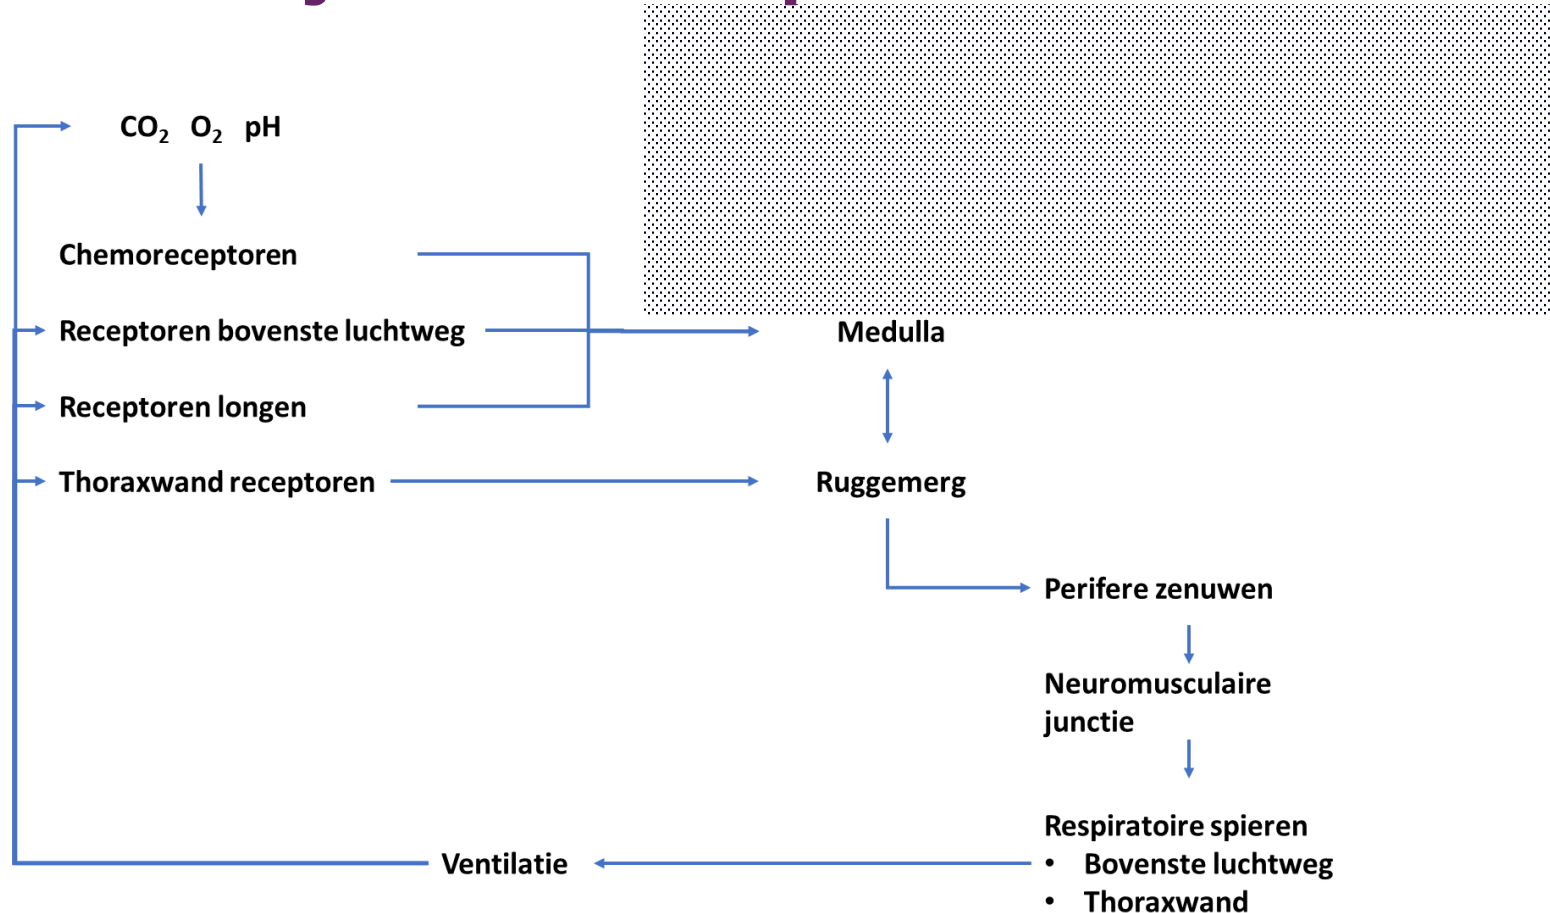 CO₂ O₂ pH
Chemoreceptoren
Receptoren bovenste luchtweg
Medulla
Receptoren longen
Thoraxwand receptoren
Ruggemerg
Perifere zenuwen
Neuromusculaire
junctie
Respiratoire spieren
Ventilatie
• Bovenste luchtweg
• Thoraxwand